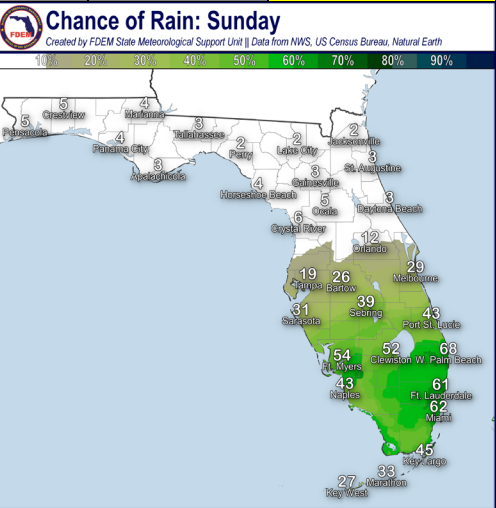 FDEM
Chance of Rain: Sunday
Created by FDEM State Meteorological Support Unit || Data from NWS, US Census Bureau, Natural Earth
10% 20% 30% 40% 50% 60% 70% 80% 90%
5
Pensacola
5
Crestview
4
Marianna
4
Panama City
3
Apalachicola
3
Tallahassee
2
Perry
2
Lake City
2
Jacksonville
3
St. Augustine
3
Gainesville
4
Horseshoe Beach
5
Ocala
3
Daytona Beach
6
Crystal River
12
Orlando
19
Tampa
26
Bartow
29
Melbourne
31
Sarasota
39
Sebring
43
Port St. Lucie
54
Ft. Myers
52
Clewiston
68
W. Palm Beach
43
Naples
61
Ft. Lauderdale
62
Miami
45
Key Largo
33
Marathon
27
Key West